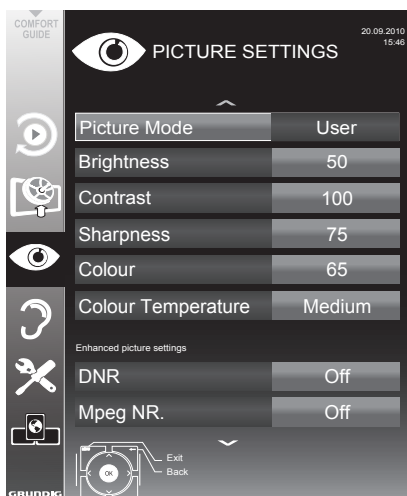 COMFORT
GUIDE
PICTURE SETTINGS
20.09.2010
15:46
Picture Mode User
Brightness 50
Contrast 100
Sharpness 75
Colour 65
Colour Temperature Medium
Enhanced picture settings
DNR Off
Mpeg NR. Off
Exit
OK
Back
GRUNDIG